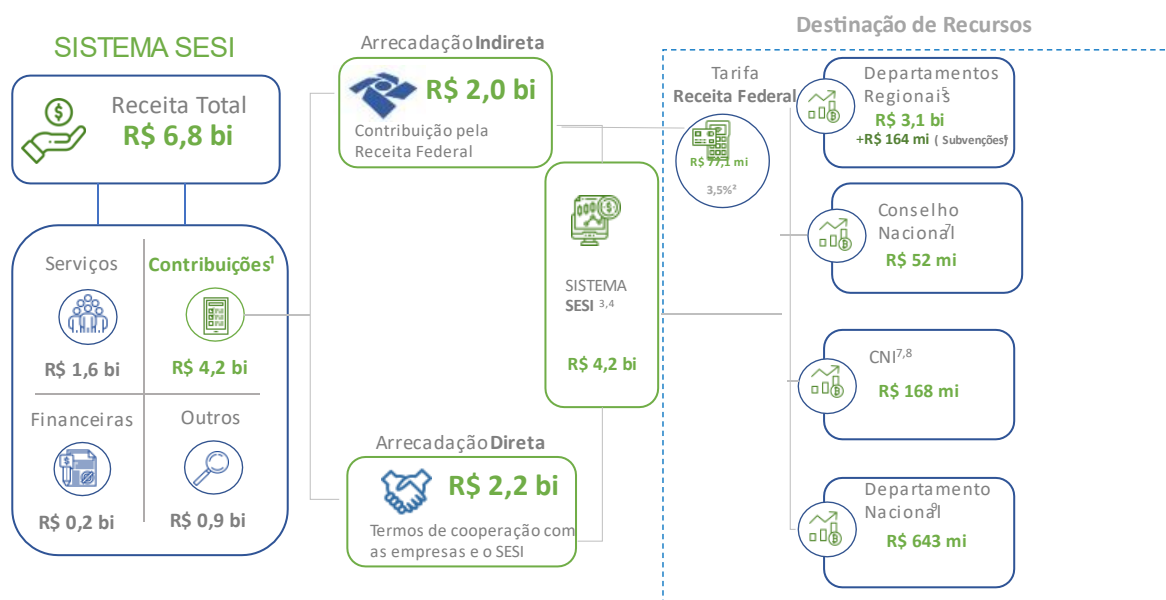 SISTEMA SESI
Receita Total
R$ 6,8 bi
Serviços
R$ 1,6 bi
Contribuições¹
R$ 4,2 bi
Financeiras
R$ 0,2 bi
Outros
R$ 0,9 bi
Arrecadação Indireta
R$ 2,0 bi
Contribuição pela
Receita Federal
Arrecadação Direta
R$ 2,2 bi
Termos de cooperação com
as empresas e o SESI
SISTEMA
SESI 3,4
R$ 4,2 bi
Destinação de Recursos
Tarifa
Receita Federal
R$ 77,1 mi
3,5%²
Departamentos
Regionais5
R$ 3,1 bi
+R$ 164 mi ( Subvenções)
Conselho
Nacional7
R$ 52 mi
CNI7,8
R$ 168 mi
Departamento
Nacional9
R$ 643 mi